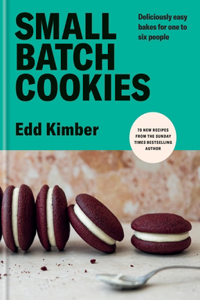 SMALL
BATCH
COOKIES
Deliciously easy
bakes for one to
six people
Edd Kimber
70 NEW RECIPES
FROM THE SUNDAY
TIMES BESTSELLING
AUTHOR